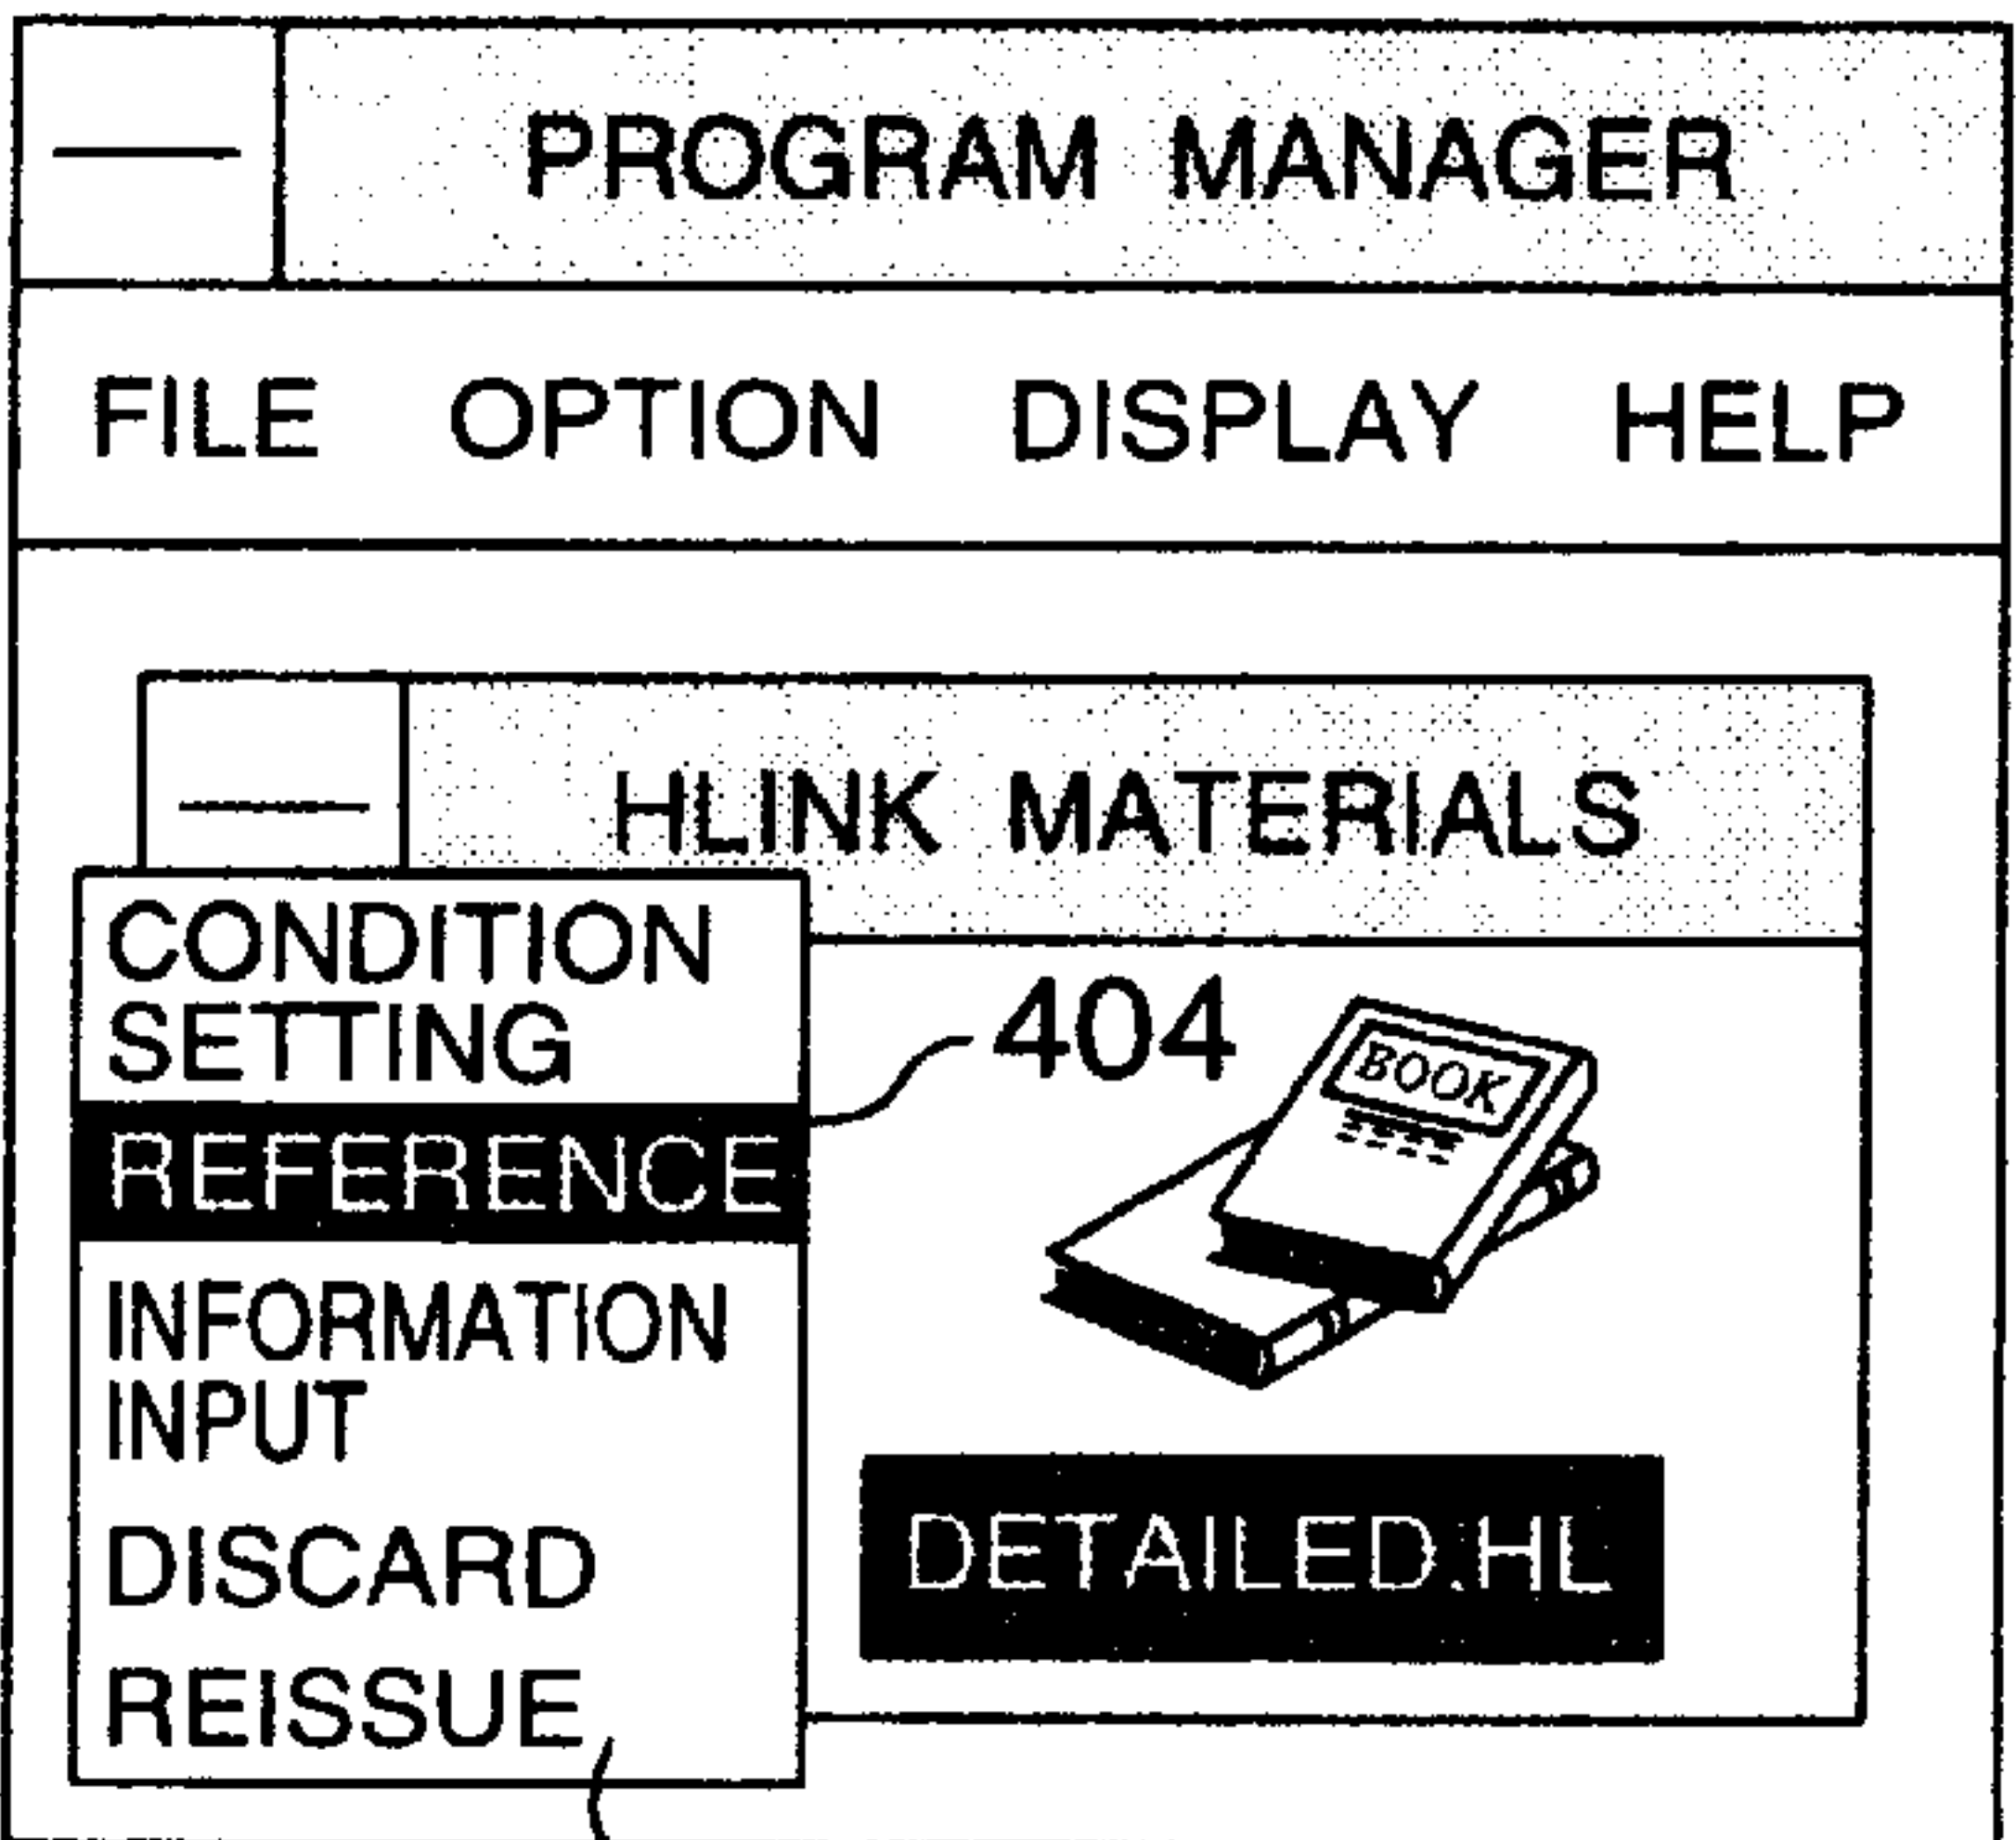 PROGRAM MANAGER
FILE OPTION DISPLAY HELP
HLINK MATERIALS
CONDITION
SETTING
404
BOOK
REFERENCE
INFORMATION
INPUT
DISCARD
DETAILED.HL
REISSUE